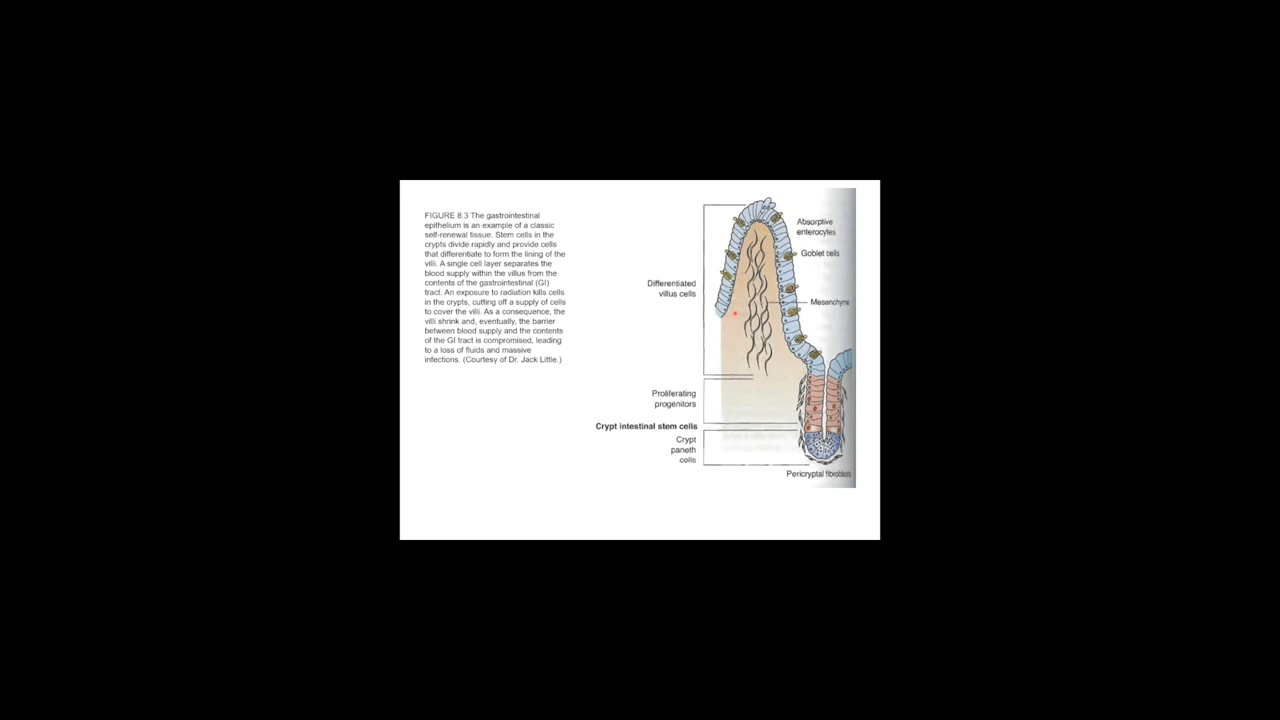 FIGURE 8.3 The gastrointestinal
epithelium is an example of a classic
self-renewal tissue. Stem cells in the
crypts divide rapidly and provide cells
that differentiate to form the lining of the
villi. A single cell layer separates the
blood supply within the villus from the
contents of the gastrointestinal (GI)
tract. An exposure to radiation kills cells
in the crypts, cutting off a supply of cells
to cover the villi. As a consequence, the
villi shrink and, eventually, the barrier
between blood supply and the contents
of the GI tract is compromised, leading
to a loss of fluids and massive
infections. (Courtesy of Dr. Jack Little.)
Absorptive
enterocytes
Goblet cells
Differentiated
villus cells
Mesenchyme
Proliferating
progenitors
Crypt intestinal stem cells
Crypt
paneth
cells
Pericryptal fibroblasts